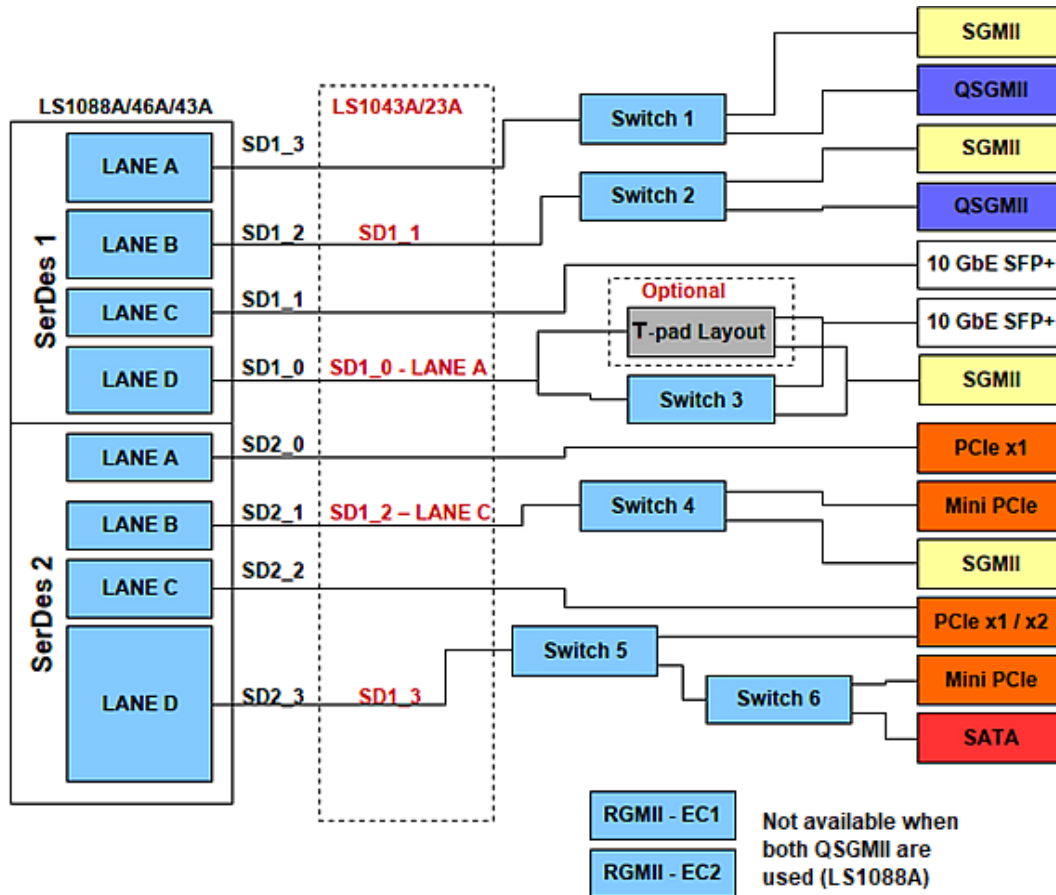 LS1088A/46A/43A
LS1043A/23A
SerDes 1
LANE A
LANE B
LANE C
LANE D
SerDes 2
LANE A
LANE B
LANE C
LANE D
SD1_3
SD1_2
SD1_1
SD1_1
SD1_0
SD1_0 - LANE A
SD2_0
SD2_1
SD1_2 – LANE C
SD2_2
SD2_3
SD1_3
Switch 1
Switch 2
Optional
T-pad Layout
Switch 3
Switch 4
Switch 5
Switch 6
SGMII
QSGMII
SGMII
QSGMII
10 GbE SFP+
10 GbE SFP+
SGMII
PCIe x1
Mini PCIe
SGMII
PCIe x1 / x2
Mini PCIe
SATA
RGMII - EC1
RGMII - EC2
Not available when
both QSGMII are
used (LS1088A)